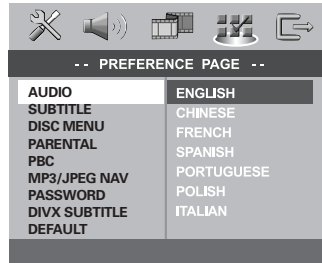 -- PREFERENCE PAGE --
AUDIO
SUBTITLE
DISC MENU
PARENTAL
PBC
MP3/JPEG NAV
PASSWORD
DIVX SUBTITLE
DEFAULT
ENGLISH
CHINESE
FRENCH
SPANISH
PORTUGUESE
POLISH
ITALIAN